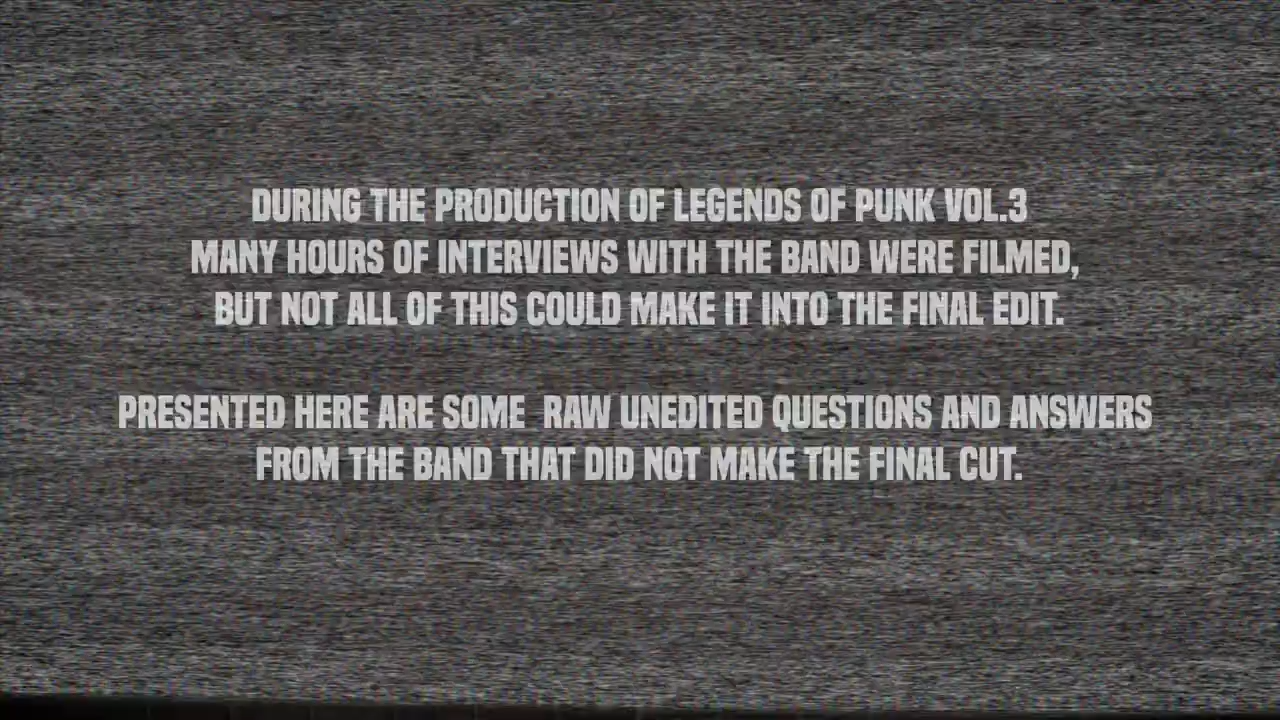 DURING THE PRODUCTION OF LEGENDS OF PUNK VOL.3
MANY HOURS OF INTERVIEWS WITH THE BAND WERE FILMED,
BUT NOT ALL OF THIS COULD MAKE IT INTO THE FINAL EDIT.
PRESENTED HERE ARE SOME  RAW UNEDITED QUESTIONS AND ANSWERS
FROM THE BAND THAT DID NOT MAKE THE FINAL CUT.